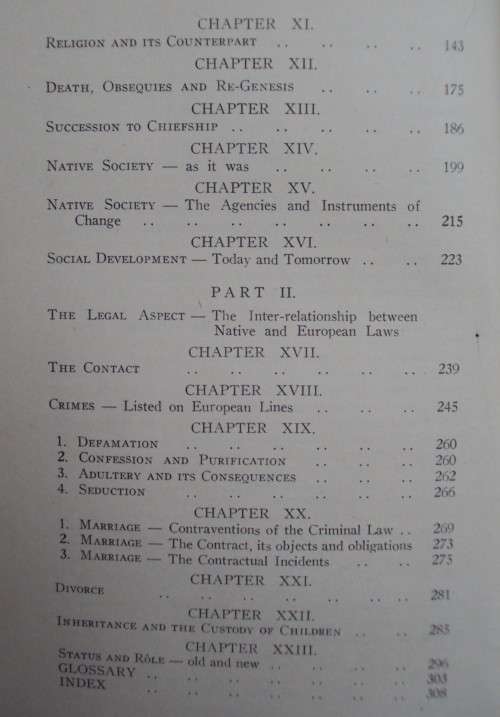 CHAPTER XI.
RELIGION AND ITS COUNTERPART .. .. .. .. 143
CHAPTER XII.
DEATH, OBSEQUIES AND RE-GENESIS .. .. .. 175
CHAPTER XIII.
SUCCESSION TO CHIEFSHIP .. .. .. .. .. 186
CHAPTER XIV.
NATIVE SOCIETY — as it was .. .. .. .. 199
CHAPTER XV.
NATIVE SOCIETY — The Agencies and Instruments of
Change .. .. .. .. .. .. .. 215
CHAPTER XVI.
SOCIAL DEVELOPMENT — Today and Tomorrow .. .. 223
PART II.
THE LEGAL ASPECT — The Inter-relationship between
Native and European Laws
CHAPTER XVII.
THE CONTACT .. .. .. .. .. .. 239
CHAPTER XVIII.
CRIMES — Listed on European Lines .. .. .. 245
CHAPTER XIX.
1. DEFAMATION .. .. .. .. .. .. 260
2. CONFESSION AND PURIFICATION .. .. .. 260
3. ADULTERY AND ITS CONSEQUENCES .. .. .. 262
4. SEDUCTION .. .. .. .. .. .. 266
CHAPTER XX.
1. MARRIAGE — Contraventions of the Criminal Law .. 269
2. MARRIAGE — The Contract, its objects and obligations 273
3. MARRIAGE — The Contractual Incidents .. .. 275
CHAPTER XXI.
DIVORCE .. .. .. .. .. .. .. 281
CHAPTER XXII.
INHERITANCE AND THE CUSTODY OF CHILDREN .. .. 285
CHAPTER XXIII.
STATUS AND RÔLE — old and new .. .. .. .. 296
GLOSSARY .. .. .. .. .. .. .. 303
INDEX .. .. .. .. .. .. .. 308